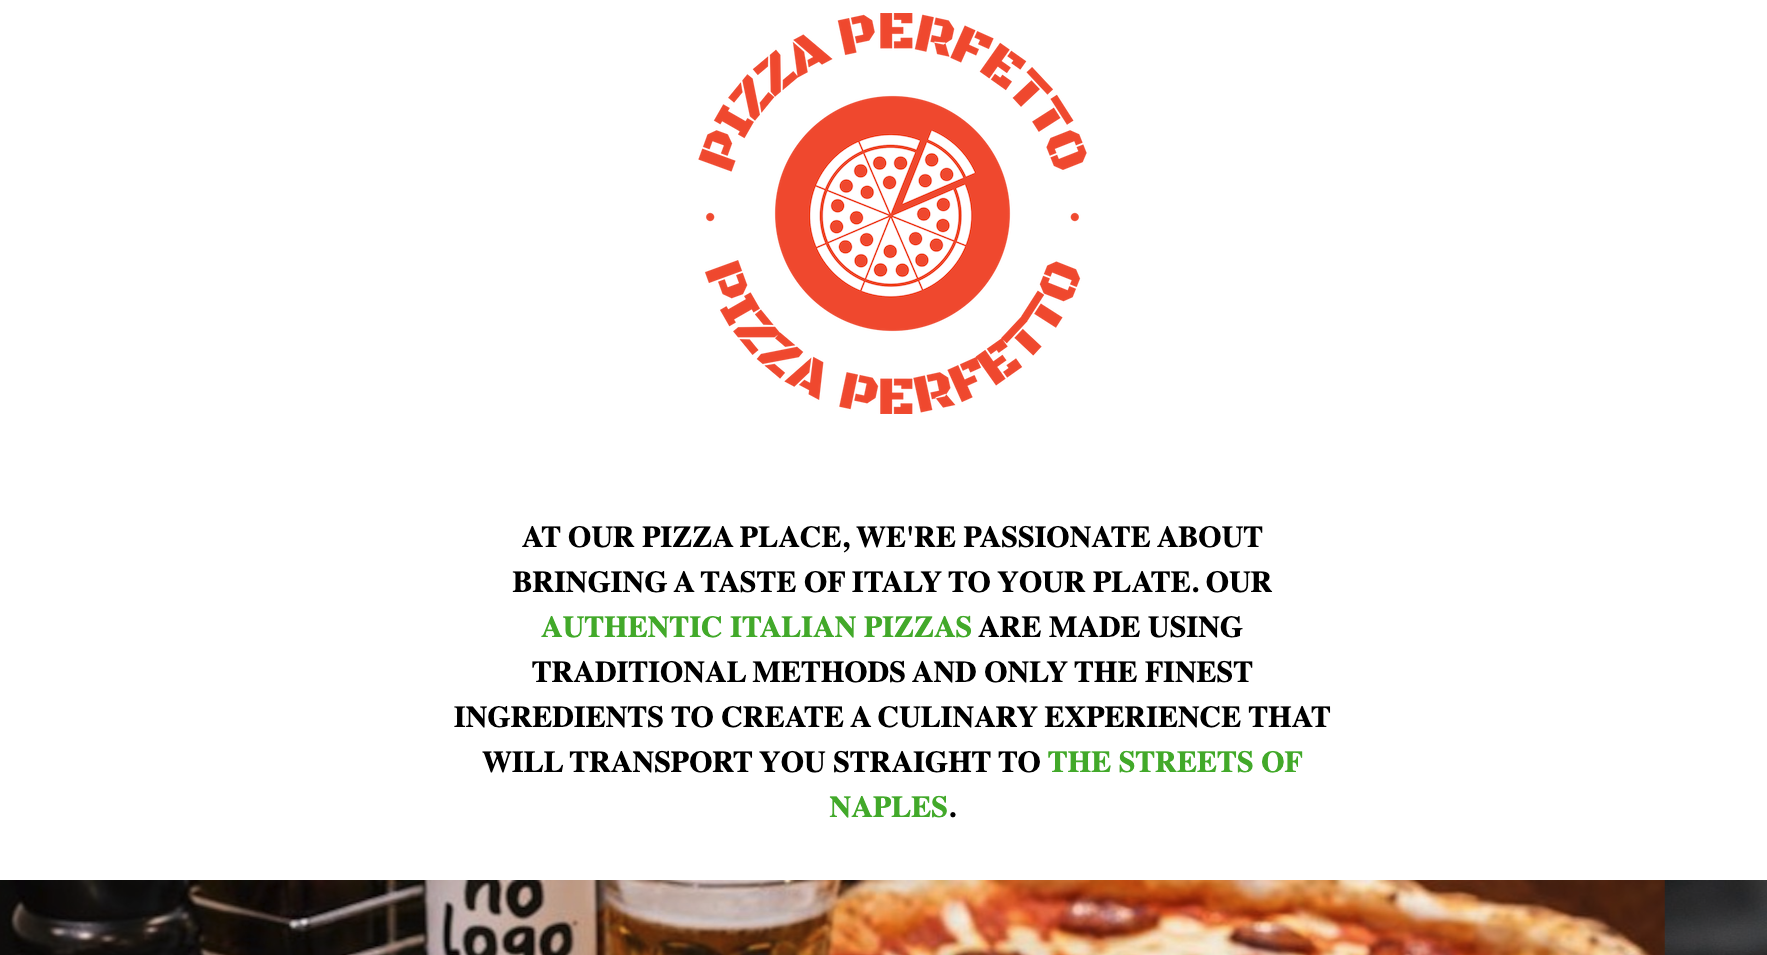 PIZZA PERFETTO
PIZZA PERFETTO
AT OUR PIZZA PLACE, WE'RE PASSIONATE ABOUT
BRINGING A TASTE OF ITALY TO YOUR PLATE. OUR
AUTHENTIC ITALIAN PIZZAS ARE MADE USING
TRADITIONAL METHODS AND ONLY THE FINEST
INGREDIENTS TO CREATE A CULINARY EXPERIENCE THAT
WILL TRANSPORT YOU STRAIGHT TO THE STREETS OF
NAPLES.
no
logo